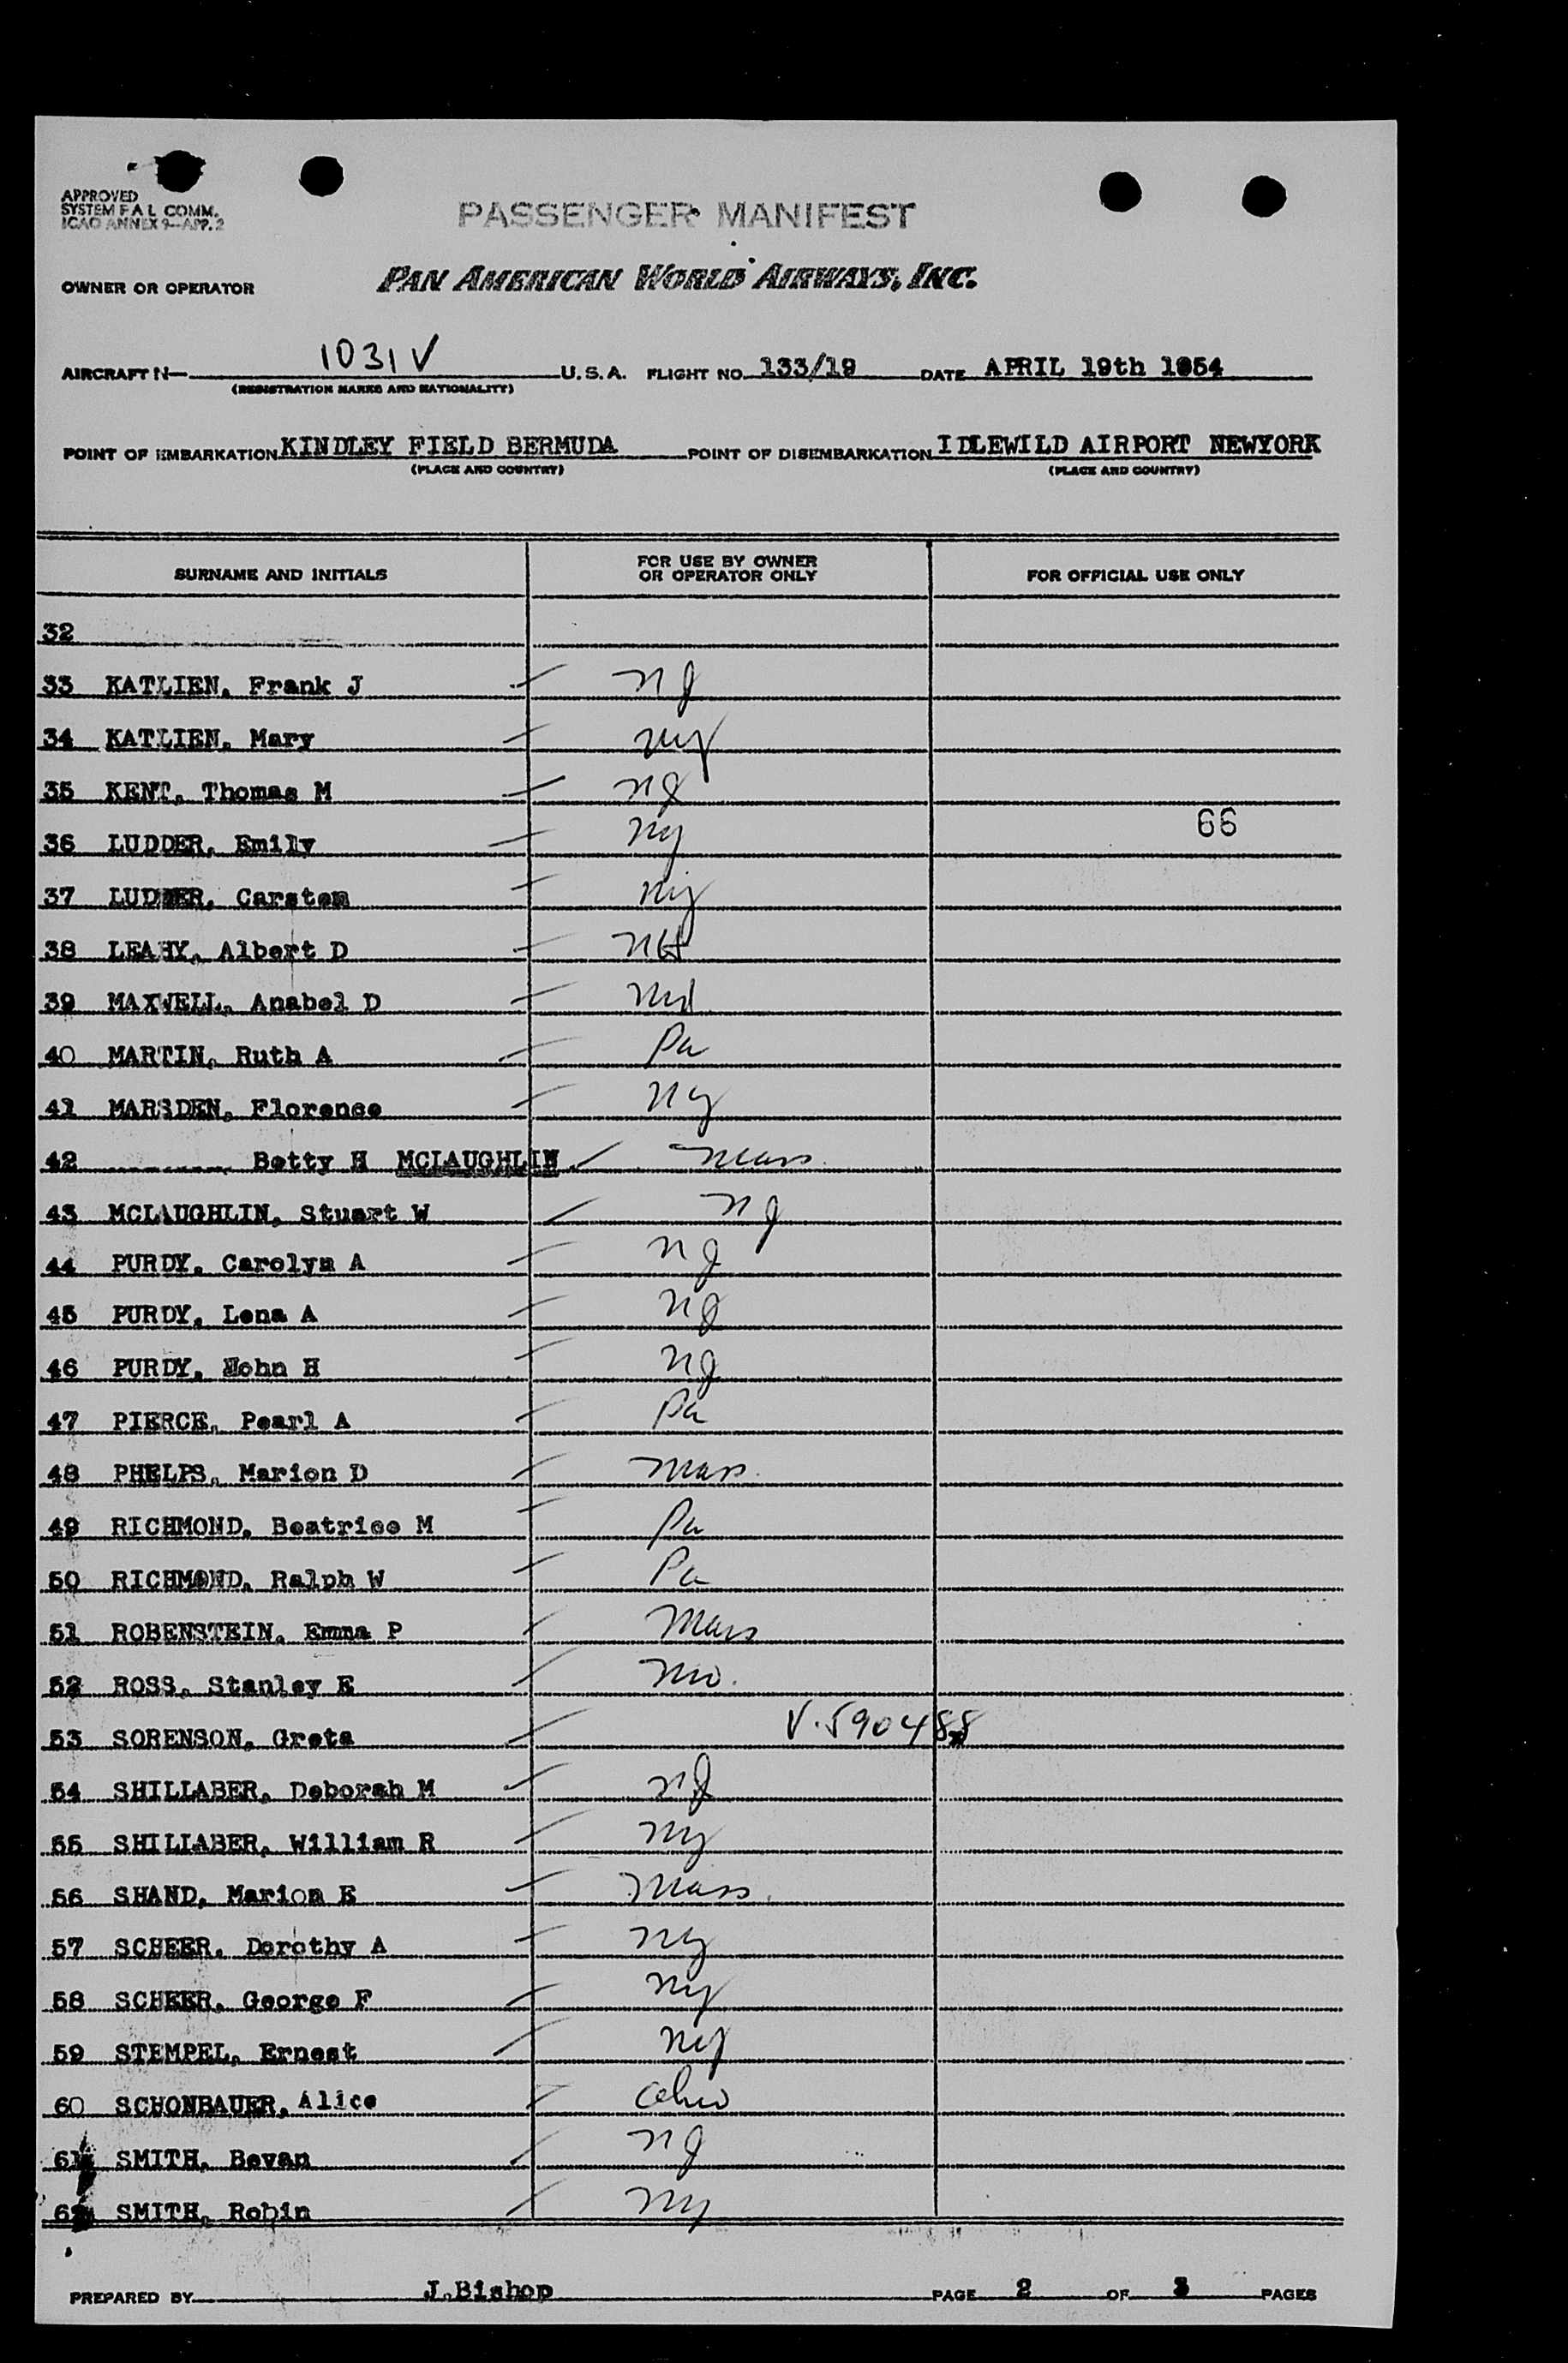 APPROVED
SYSTEM F A L COMM.
ICAO ANNEX 9—APP. 2
PASSENGER MANIFEST
OWNER OR OPERATOR PAN AMERICAN WORLD AIRWAYS, INC.
AIRCRAFT N— 1031V U.S.A. FLIGHT NO. 133/19 DATE APRIL 19th 1954
(REGISTRATION MARKS AND NATIONALITY)
POINT OF EMBARKATION KINDLEY FIELD BERMUDA POINT OF DISEMBARKATION IDLEWILD AIRPORT NEWYORK
(PLACE AND COUNTRY) (PLACE AND COUNTRY)
SURNAME AND INITIALS FOR USE BY OWNER OR OPERATOR ONLY FOR OFFICIAL USE ONLY
32
33 KATLIEN, Frank J NJ
34 KATLIEN, Mary
35 KENT, Thomas M NJ
36 LUDDER, Emily Ny 66
37 LUDDER, Carsten Ny
38 LEAHY, Albert D NH
39 MAXWELL, Anabel D Md
40 MARTIN, Ruth A Pa
41 MARSDEN, Florence Ny
42 Betty H MCLAUGHLIN Mass
43 MCLAUGHLIN, Stuart W NJ
44 PURDY, Carolyn A NJ
45 PURDY, Lena A NJ
46 PURDY, John H NJ
47 PIERCE, Pearl A Pa
48 PHELPS, Marion D Mass.
49 RICHMOND, Beatrice M Pa
50 RICHMOND, Ralph W Pa
51 ROBENSTEIN, Emma P Mass
52 ROSS, Stanley E Mo.
53 SORENSON, Greta V.590488
54 SHILLABER, Deborah M NJ
55 SHILLABER, William R Ny
56 SHAND, Marion E Mass.
57 SCHEER, Dorothy A Ny
58 SCHEER, George F Ny
59 STEMPEL, Ernest Ny
60 SCHONBAUER, Alice Ohio
61 SMITH, Bevan NJ
62 SMITH, Robin Ny
PREPARED BY J.Bishop PAGE 2 OF 3 PAGES